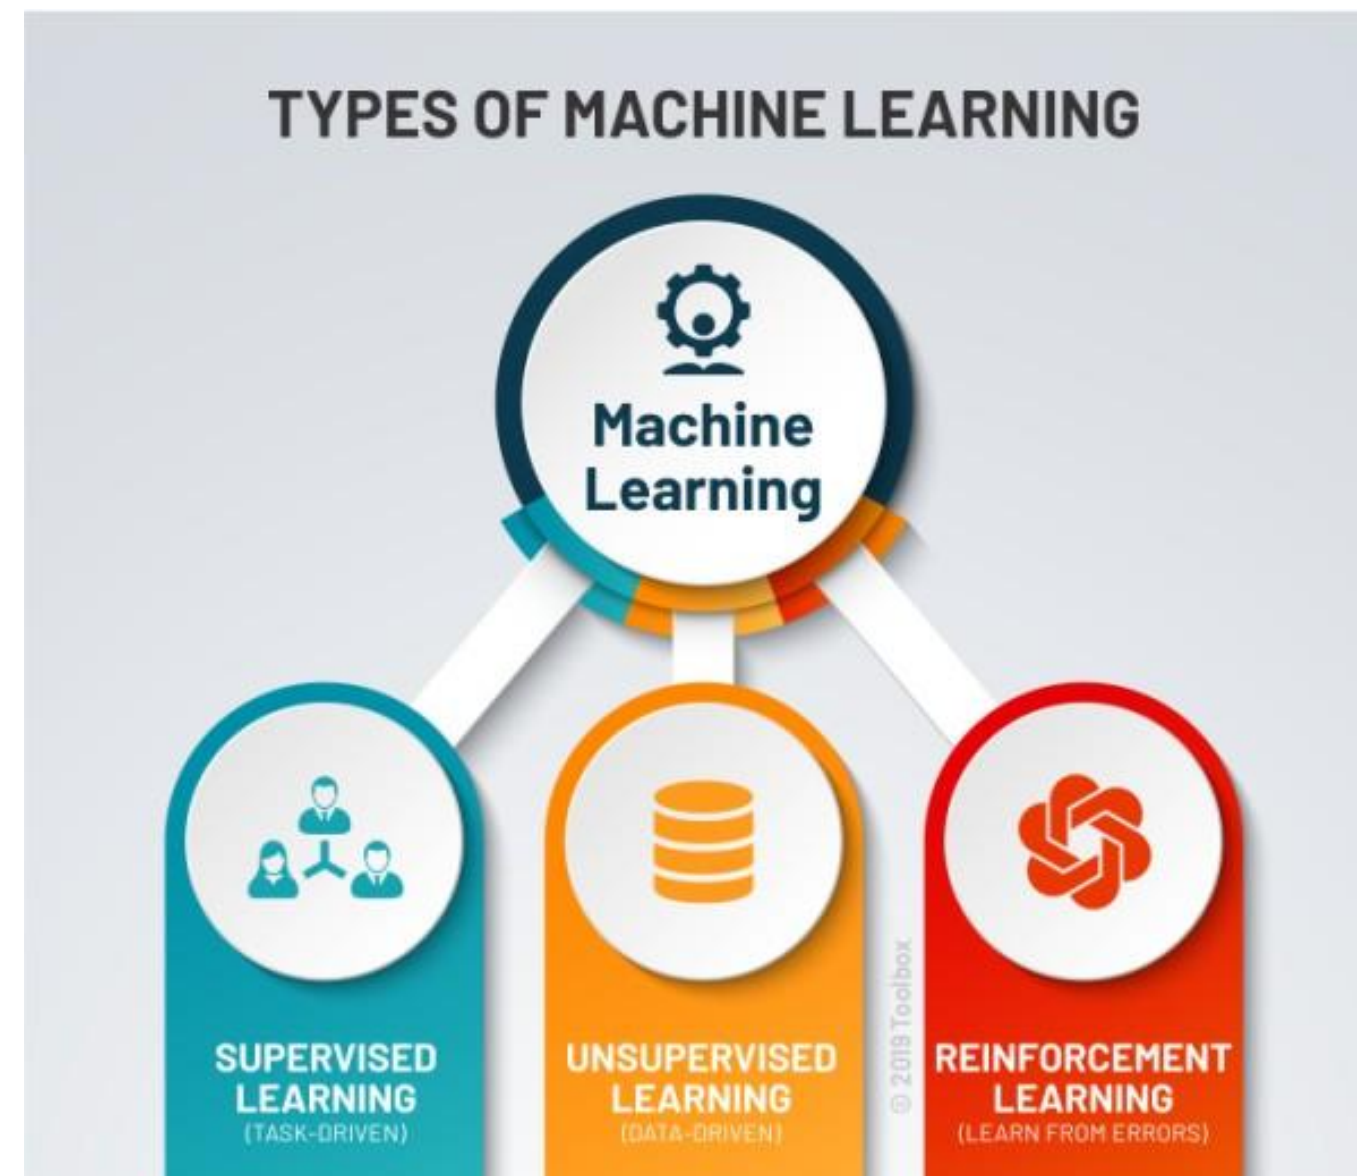 TYPES OF MACHINE LEARNING
Machine
Learning
SUPERVISED
LEARNING
(TASK-DRIVEN)
UNSUPERVISED
LEARNING
(DATA-DRIVEN)
© 2019 Toolbox
REINFORCEMENT
LEARNING
(LEARN FROM ERRORS)